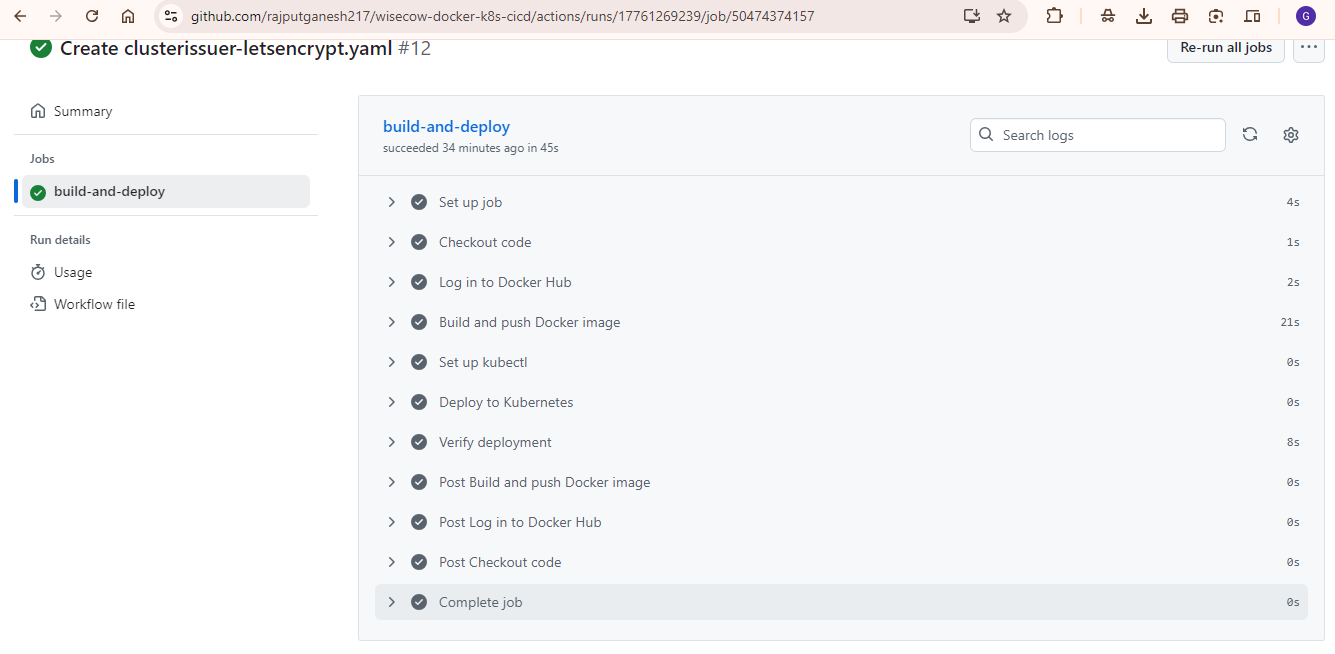 github.com/rajputganesh217/wisecow-docker-k8s-cicd/actions/runs/17761269239/job/50474374157
G
Create clusterissuer-letsencrypt.yaml #12
Re-run all jobs
Summary
Jobs
build-and-deploy
Run details
Usage
Workflow file
build-and-deploy
succeeded 34 minutes ago in 45s
Search logs
Set up job 4s
Checkout code 1s
Log in to Docker Hub 2s
Build and push Docker image 21s
Set up kubectl 0s
Deploy to Kubernetes 0s
Verify deployment 8s
Post Build and push Docker image 0s
Post Log in to Docker Hub 0s
Post Checkout code 0s
Complete job 0s